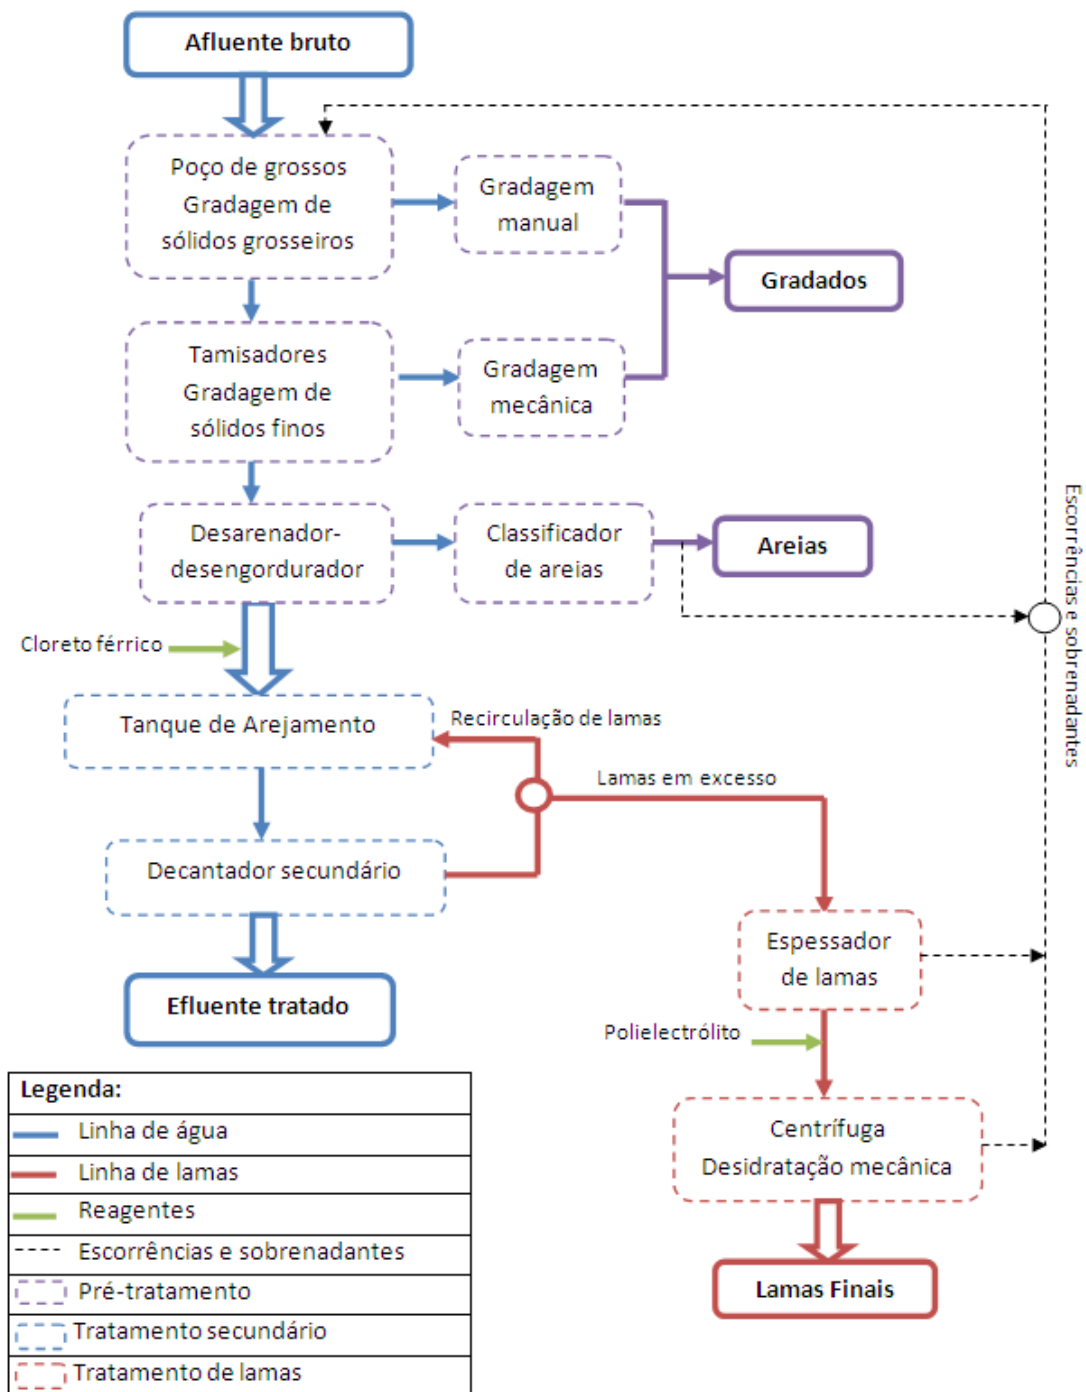 Afluente bruto
Poço de grossos
Gradagem de
sólidos grosseiros
Gradagem
manual
Gradados
Tamisadores
Gradagem de
sólidos finos
Gradagem
mecânica
Desarenador-
desengordurador
Classificador
de areias
Areias
Escorrências e sobrenadantes
Cloreto férrico
Tanque de Arejamento
Recirculação de lamas
Lamas em excesso
Decantador secundário
Espessador
de lamas
Efluente tratado
Polielectrólito
Centrífuga
Desidratação mecânica
Lamas Finais
Legenda:
Linha de água
Linha de lamas
Reagentes
Escorrências e sobrenadantes
Pré-tratamento
Tratamento secundário
Tratamento de lamas